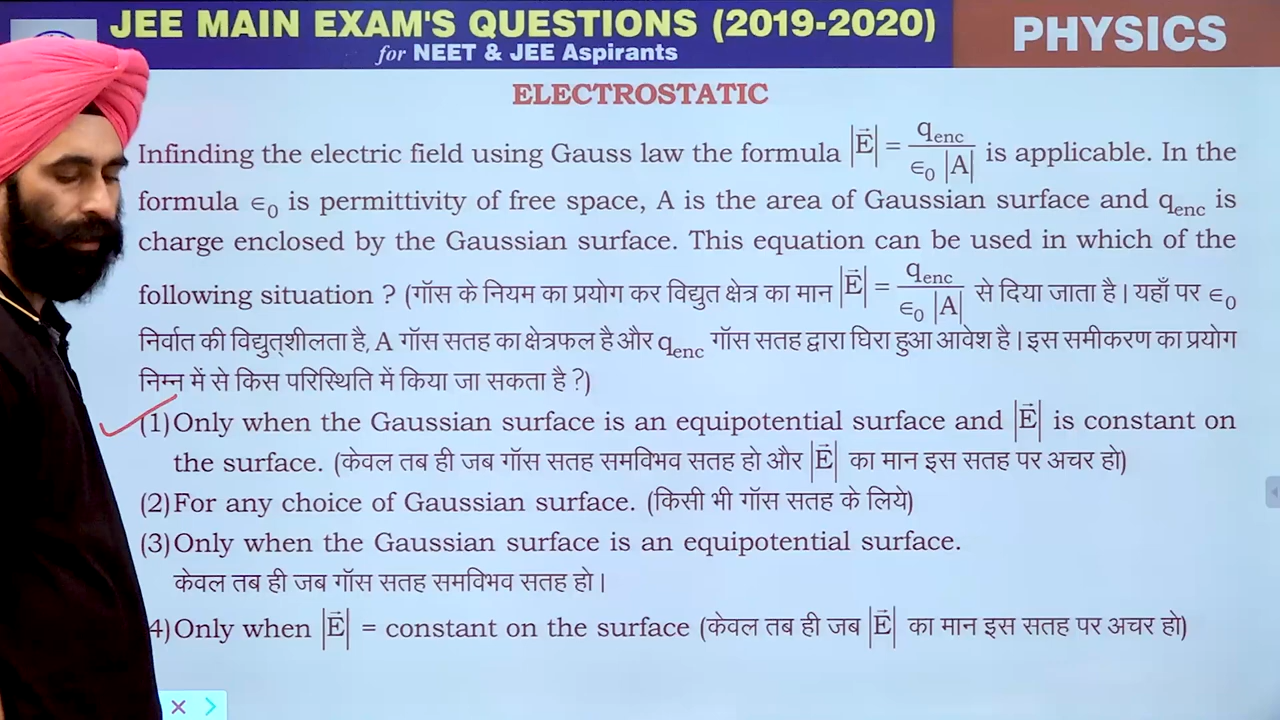 JEE MAIN EXAM'S QUESTIONS (2019-2020)
for NEET & JEE Aspirants
PHYSICS
ELECTROSTATIC
Infinding the electric field using Gauss law the formula |E⃗| = q_enc / ∈₀ |A| is applicable. In the
formula ∈₀ is permittivity of free space, A is the area of Gaussian surface and q_enc is
charge enclosed by the Gaussian surface. This equation can be used in which of the
following situation ? (गॉस के नियम का प्रयोग कर विद्युत क्षेत्र का मान |E⃗| = q_enc / ∈₀ |A| से दिया जाता है। यहाँ पर ∈₀
निर्वात की विद्युत्शीलता है, A गॉस सतह का क्षेत्रफल है और q_enc गॉस सतह द्वारा घिरा हुआ आवेश है। इस समीकरण का प्रयोग
निम्न में से किस परिस्थिति में किया जा सकता है ?)
(1) Only when the Gaussian surface is an equipotential surface and |E⃗| is constant on
the surface. (केवल तब ही जब गॉस सतह समविभव सतह हो और |E⃗| का मान इस सतह पर अचर हो)
(2) For any choice of Gaussian surface. (किसी भी गॉस सतह के लिये)
(3) Only when the Gaussian surface is an equipotential surface.
केवल तब ही जब गॉस सतह समविभव सतह हो।
4) Only when |E⃗| = constant on the surface (केवल तब ही जब |E⃗| का मान इस सतह पर अचर हो)